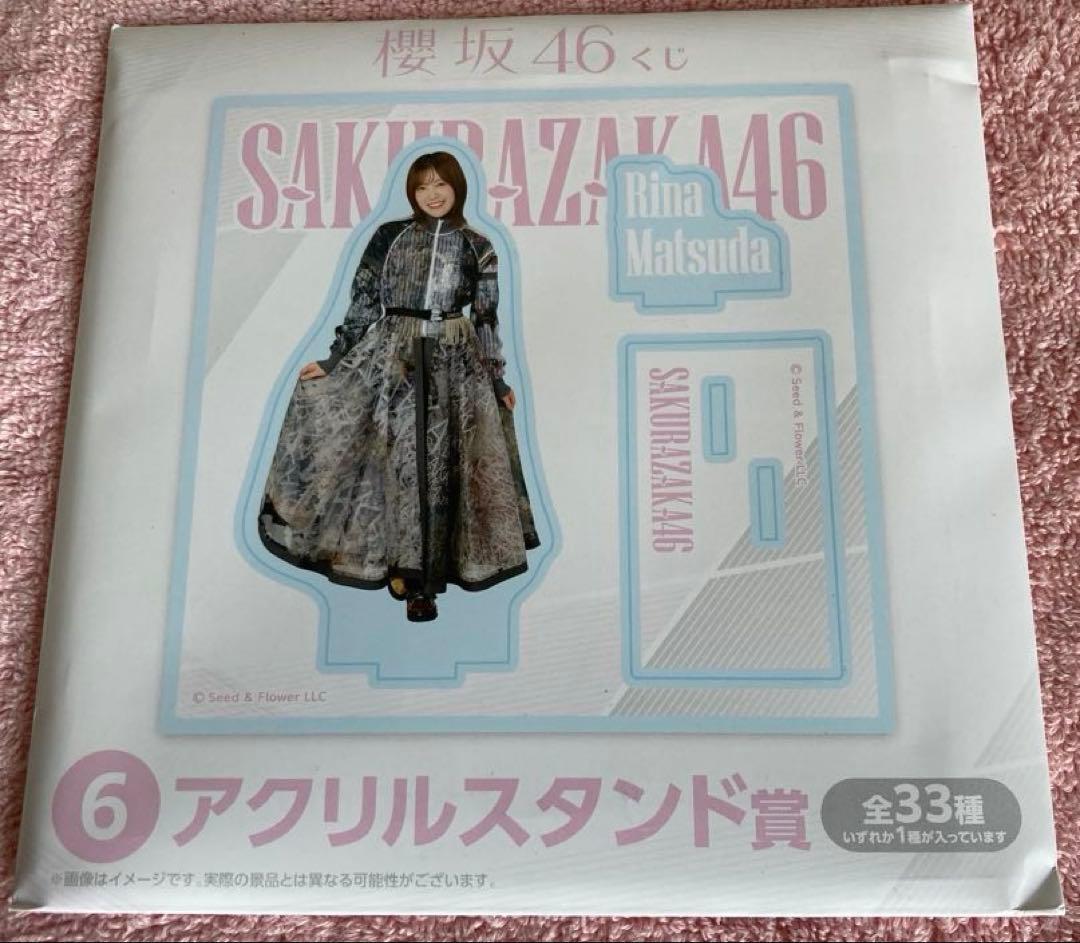 櫻坂46くじ
SAKURAZAKA46
Rina
Matsuda
SAKURAZAKA46
© Seed & Flower LLC
© Seed & Flower LLC
6 アクリルスタンド賞
全33種
いずれか1種が入っています
※画像はイメージです。実際の景品とは異なる可能性がございます。